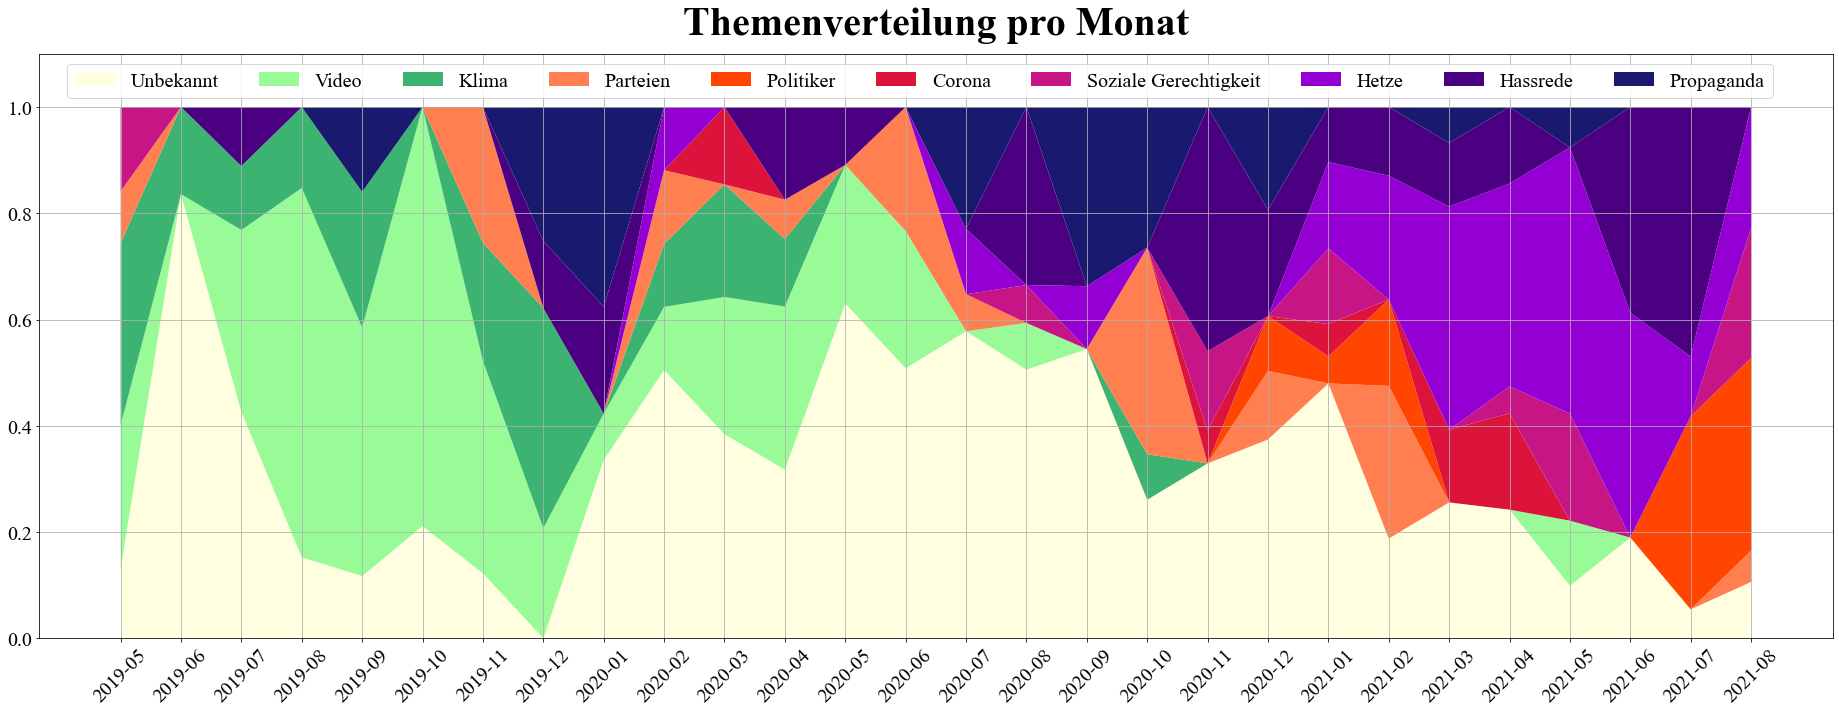 Themenverteilung pro Monat
Unbekannt Video Klima Parteien Politiker Corona Soziale Gerechtigkeit Hetze Hassrede Propaganda
1.0
0.8
0.6
0.4
0.2
0.0
2019-05 2019-06 2019-07 2019-08 2019-09 2019-10 2019-11 2019-12 2020-01 2020-02 2020-03 2020-04 2020-05 2020-06 2020-07 2020-08 2020-09 2020-10 2020-11 2020-12 2021-01 2021-02 2021-03 2021-04 2021-05 2021-06 2021-07 2021-08